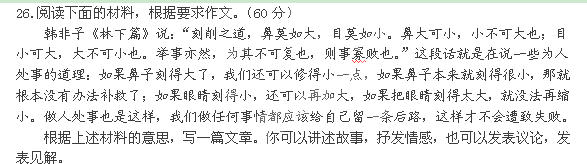 26.阅读下面的材料，根据要求作文。（60 分）
韩非子《林下篇》说：“刻削之道，鼻莫如大，目莫如小。鼻大可小，小不可大也；目
小可大，大不可小也。举事亦然，为其不可复也，则事寡败也。”这段话就是在说一些为人
处事的道理：如果鼻子刻得大了，我们还可以修得小一点，如果鼻子本来就刻得很小，那就
根本没有办法补救了；如果眼睛刻得小，还可以再加大，如果把眼睛刻得太大，就没法再缩
小。做人处事也是这样，我们做任何事情都应该给自己留一条后路，这样才不会遭致失败。
根据上述材料的意思，写一篇文章。你可以讲述故事，抒发情感，也可以发表议论，发
表见解。